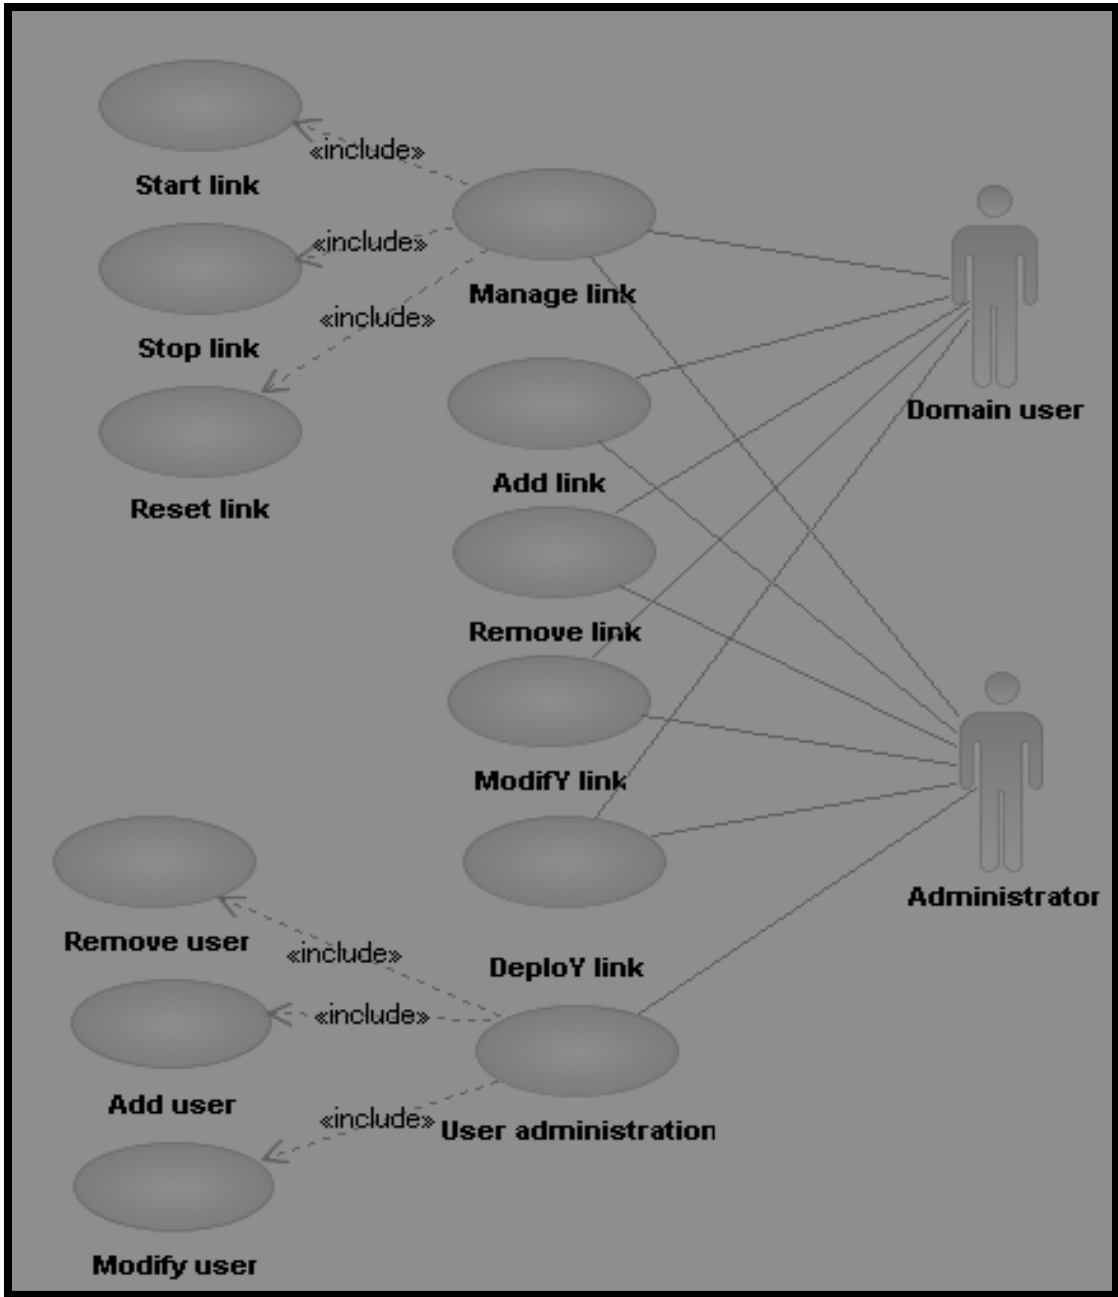 «include»
Start link
«include»
Manage link
«include»
Stop link
Domain user
Add link
Reset link
Remove link
ModifY link
Administrator
Remove user
«include»
DeploY link
«include»
Add user
«include»
User administration
Modify user